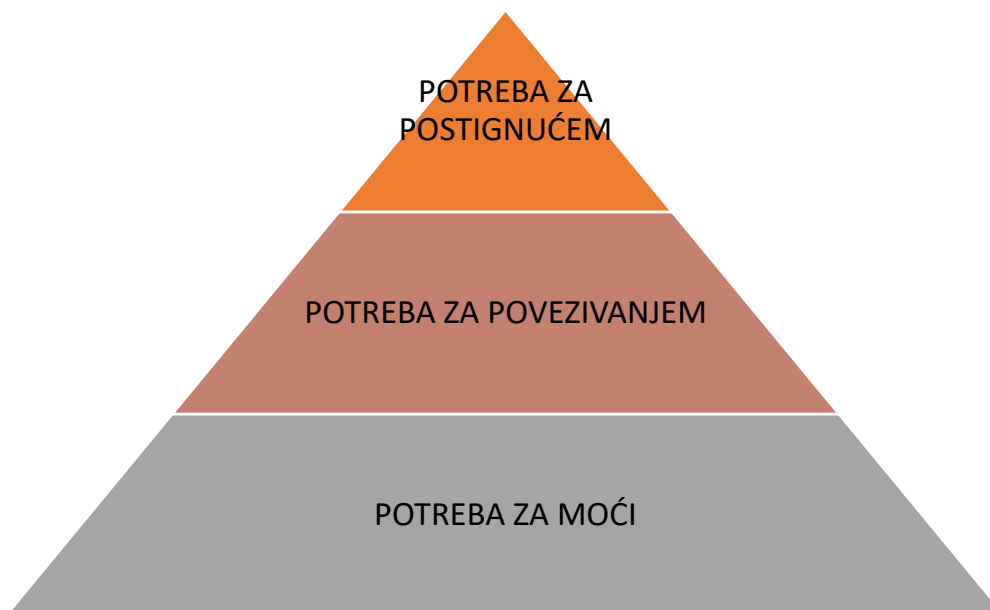 POTREBA ZA
POSTIGNUĆEM
POTREBA ZA POVEZIVANJEM
POTREBA ZA MOĆI